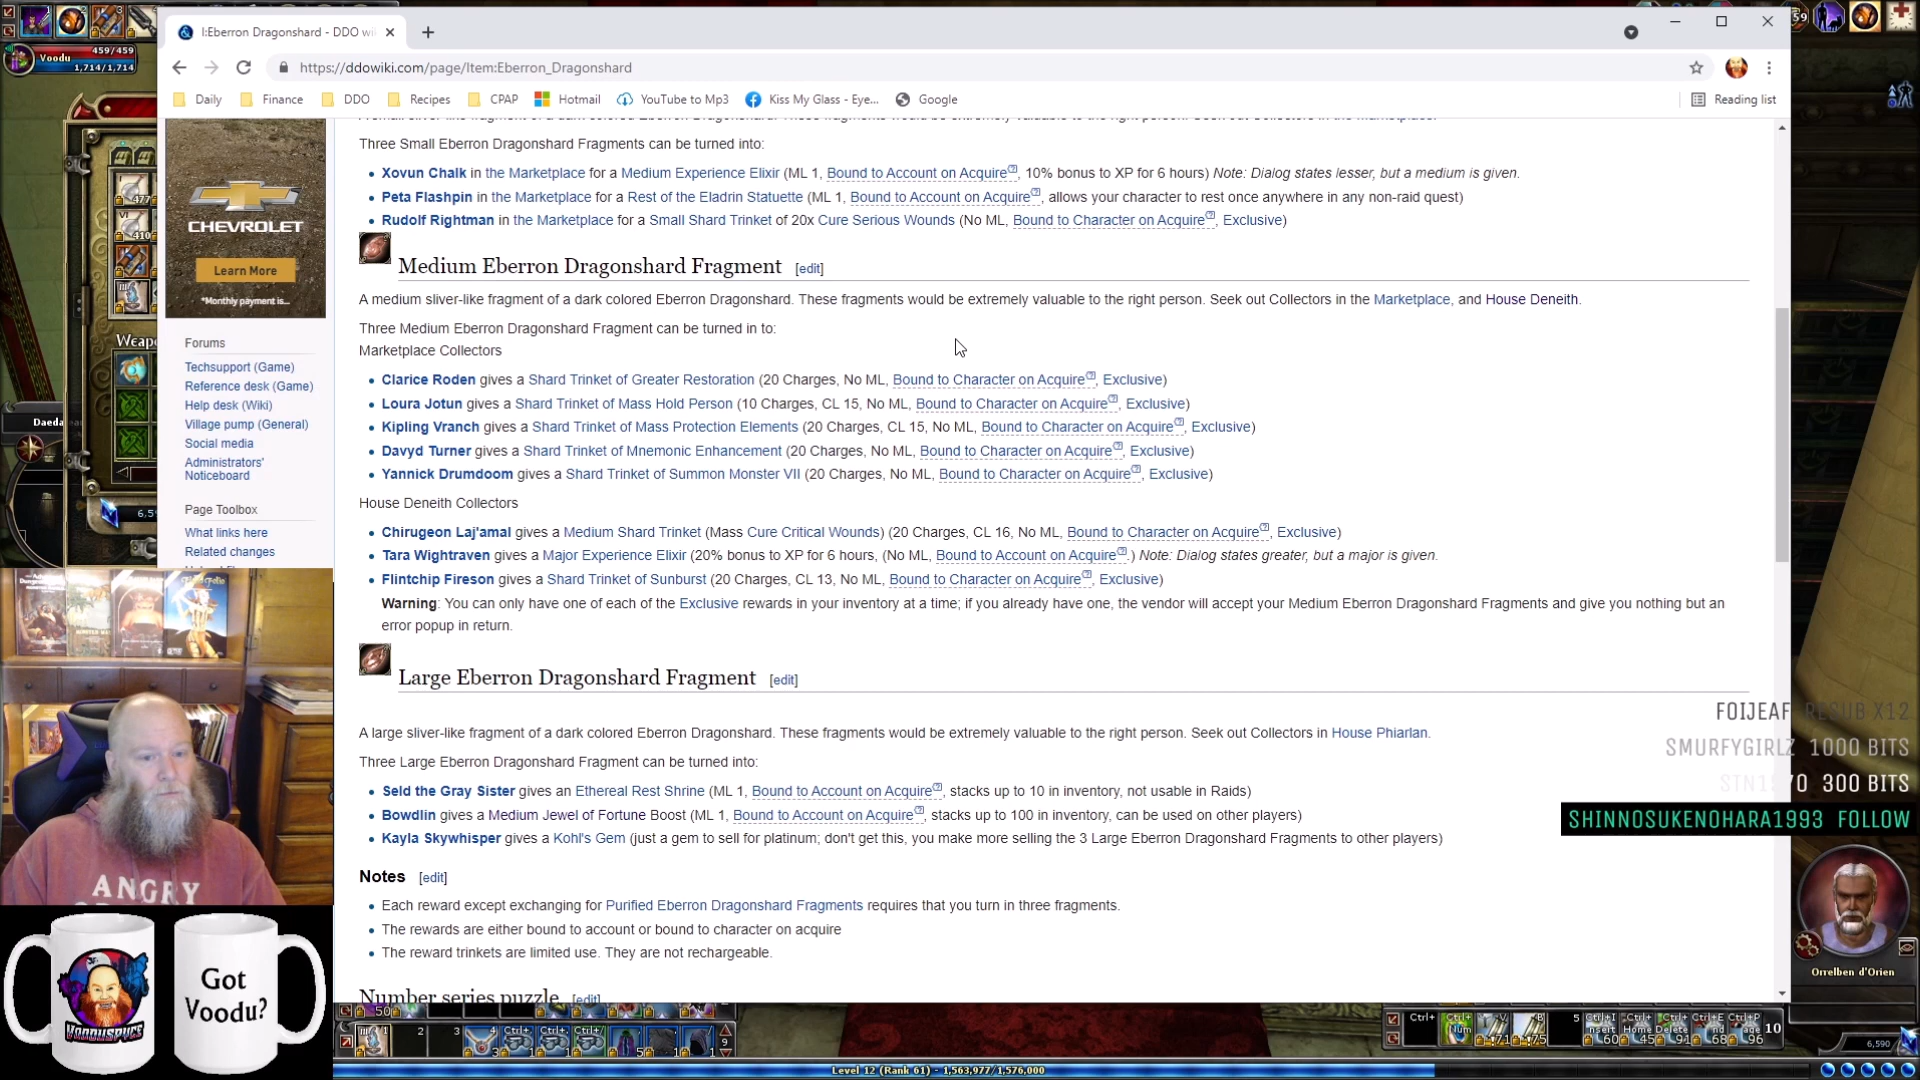 459/459
Voodu
1,714/1,714
I:Eberron Dragonshard - DDO wi
https://ddowiki.com/page/Item:Eberron_Dragonshard
Daily
Finance
DDO
Recipes
CPAP
Hotmail
YouTube to Mp3
Kiss My Glass - Eye...
Google
Reading list
Three Small Eberron Dragonshard Fragments can be turned into:
Xovun Chalk in the Marketplace for a Medium Experience Elixir (ML 1, Bound to Account on Acquire, 10% bonus to XP for 6 hours) Note: Dialog states lesser, but a medium is given.
Peta Flashpin in the Marketplace for a Rest of the Eladrin Statuette (ML 1, Bound to Account on Acquire, allows your character to rest once anywhere in any non-raid quest)
Rudolf Rightman in the Marketplace for a Small Shard Trinket of 20x Cure Serious Wounds (No ML, Bound to Character on Acquire, Exclusive)
Medium Eberron Dragonshard Fragment [edit]
A medium sliver-like fragment of a dark colored Eberron Dragonshard. These fragments would be extremely valuable to the right person. Seek out Collectors in the Marketplace, and House Deneith.
Three Medium Eberron Dragonshard Fragment can be turned in to:
Marketplace Collectors
Clarice Roden gives a Shard Trinket of Greater Restoration (20 Charges, No ML, Bound to Character on Acquire, Exclusive)
Loura Jotun gives a Shard Trinket of Mass Hold Person (10 Charges, CL 15, No ML, Bound to Character on Acquire, Exclusive)
Kipling Vranch gives a Shard Trinket of Mass Protection Elements (20 Charges, CL 15, No ML, Bound to Character on Acquire, Exclusive)
Davyd Turner gives a Shard Trinket of Mnemonic Enhancement (20 Charges, No ML, Bound to Character on Acquire, Exclusive)
Yannick Drumdoom gives a Shard Trinket of Summon Monster VII (20 Charges, No ML, Bound to Character on Acquire, Exclusive)
House Deneith Collectors
Chirugeon Laj'amal gives a Medium Shard Trinket (Mass Cure Critical Wounds) (20 Charges, CL 16, No ML, Bound to Character on Acquire, Exclusive)
Tara Wightraven gives a Major Experience Elixir (20% bonus to XP for 6 hours, (No ML, Bound to Account on Acquire.) Note: Dialog states greater, but a major is given.
Flintchip Fireson gives a Shard Trinket of Sunburst (20 Charges, CL 13, No ML, Bound to Character on Acquire, Exclusive)
Warning: You can only have one of each of the Exclusive rewards in your inventory at a time; if you already have one, the vendor will accept your Medium Eberron Dragonshard Fragments and give you nothing but an
error popup in return.
Large Eberron Dragonshard Fragment [edit]
A large sliver-like fragment of a dark colored Eberron Dragonshard. These fragments would be extremely valuable to the right person. Seek out Collectors in House Phiarlan.
Three Large Eberron Dragonshard Fragment can be turned into:
Seld the Gray Sister gives an Ethereal Rest Shrine (ML 1, Bound to Account on Acquire, stacks up to 10 in inventory, not usable in Raids)
Bowdlin gives a Medium Jewel of Fortune Boost (ML 1, Bound to Account on Acquire, stacks up to 100 in inventory, can be used on other players)
Kayla Skywhisper gives a Kohl's Gem (just a gem to sell for platinum; don't get this, you make more selling the 3 Large Eberron Dragonshard Fragments to other players)
Notes [edit]
Each reward except exchanging for Purified Eberron Dragonshard Fragments requires that you turn in three fragments.
The rewards are either bound to account or bound to character on acquire
The reward trinkets are limited use. They are not rechargeable.
Number series puzzle [edit]
CHEVROLET
Learn More
*Monthly payment is...
Forums
Techsupport (Game)
Reference desk (Game)
Help desk (Wiki)
Village pump (General)
Social media
Administrators'
Noticeboard
Page Toolbox
What links here
Related changes
477
410
Weap
Daeda
ANGRY
Got
Voodu?
FOIJEAF RESUB X12
SMURFYGIRLZ 1000 BITS
300 BITS
SHINNOSUKENOHARA1993 FOLLOW
Orrelben d'Orien
6,590
Level 12 (Rank 61) - 1,563,977/1,576,000